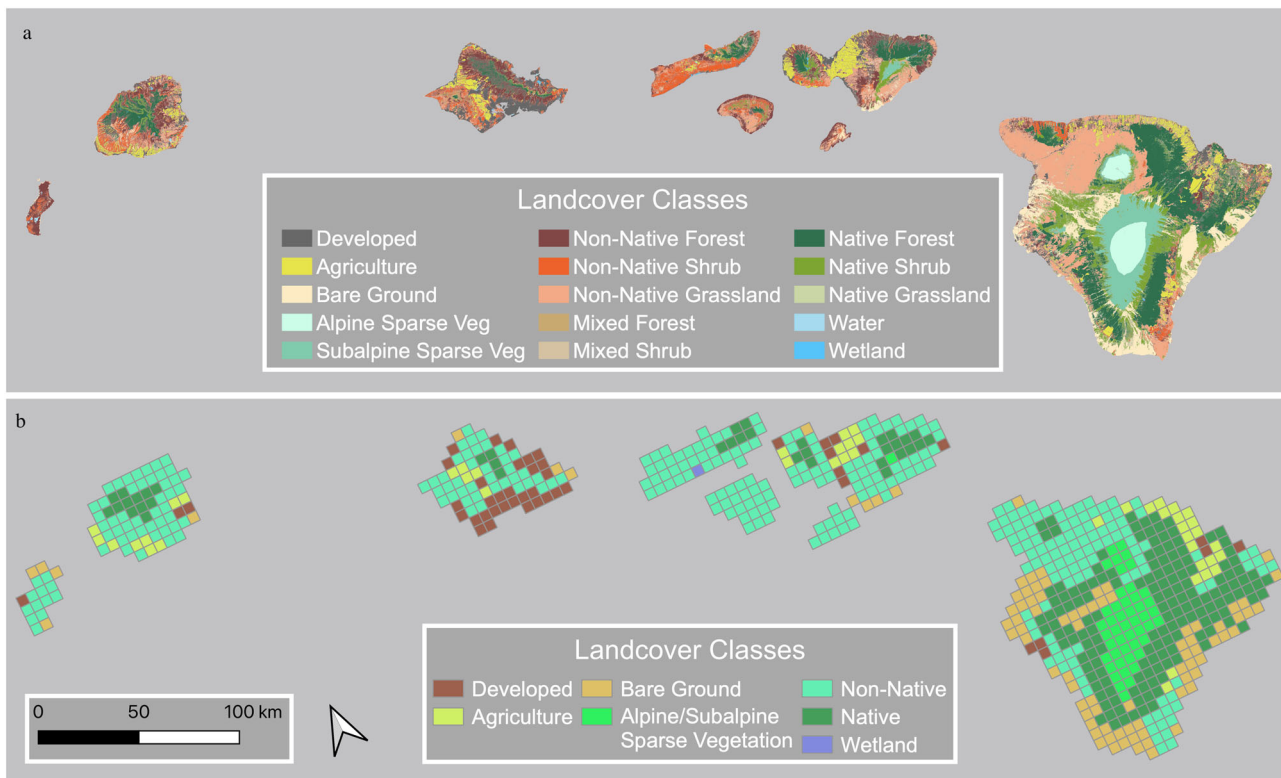 a
Landcover Classes
Developed
Agriculture
Bare Ground
Alpine Sparse Veg
Subalpine Sparse Veg
Non-Native Forest
Non-Native Shrub
Non-Native Grassland
Mixed Forest
Mixed Shrub
Native Forest
Native Shrub
Native Grassland
Water
Wetland
b
Landcover Classes
Developed
Agriculture
Bare Ground
Alpine/Subalpine
Sparse Vegetation
Non-Native
Native
Wetland
0 50 100 km